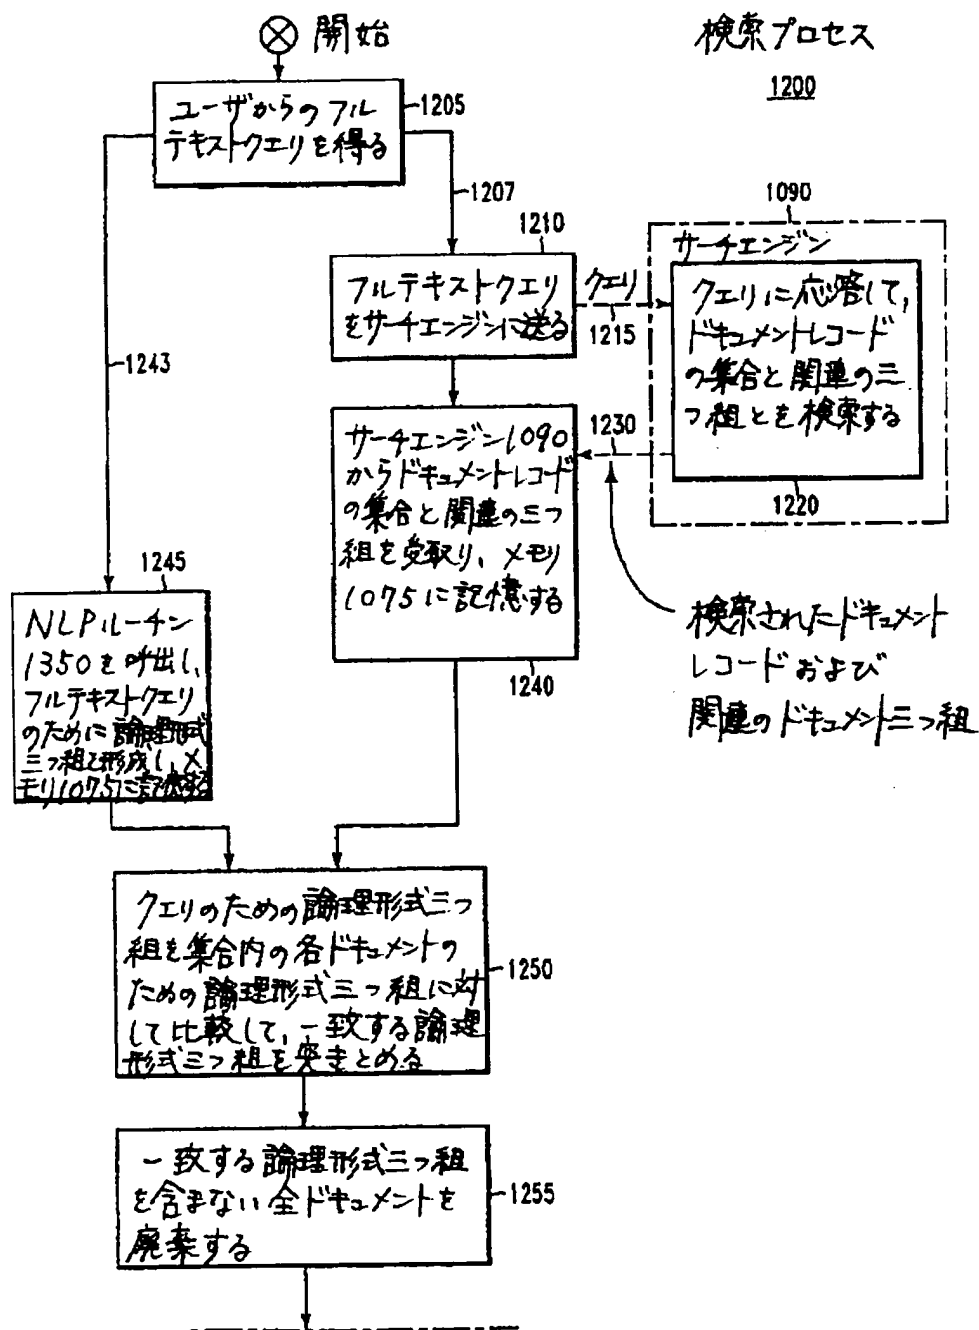 開始
検索プロセス
1200
ユーザからのフル
テキストクエリを得る
1205
1207
1210
フルテキストクエリ
をサーチエンジンに送る
クエリ
1215
1090
サーチエンジン
クエリに応答して、
ドキュメントレコード
の集合と関連の三
つ組とを検索する
1220
1243
サーチエンジン1090
からドキュメントレコード
の集合と関連の三つ
組を受取り、メモリ
1075に記憶する
1230
1240
検索されたドキュメント
レコードおよび
関連のドキュメント三つ組
1245
NLPルーチン
1350を呼出し、
フルテキストクエリ
のために論理形式
三つ組を形成し、メ
モリ1075に記憶する
クエリのための論理形式三つ
組を集合内の各ドキュメントの
ための論理形式三つ組に対
して比較して、一致する論理
形式三つ組を突きとめる
1250
一致する論理形式三つ組
を含まない全ドキュメントを
廃棄する
1255